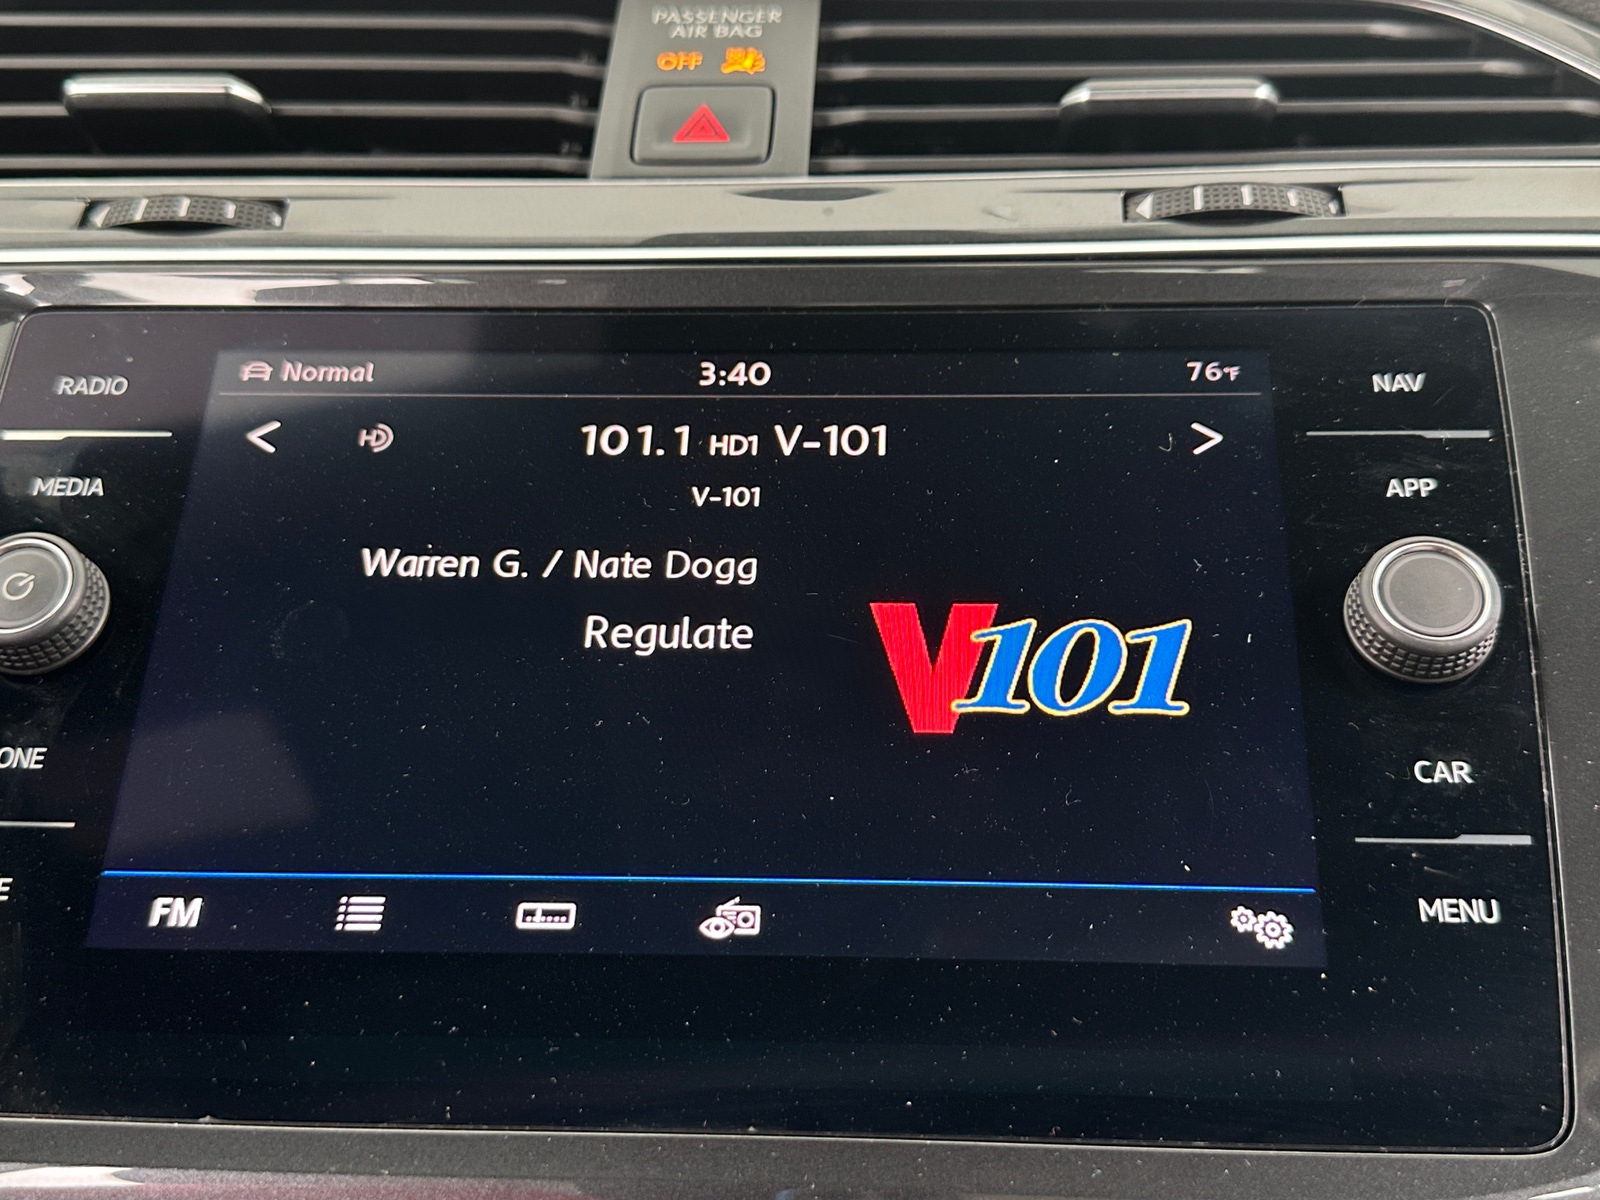 PASSENGER
AIR BAG
OFF
Normal
3:40
76°F
RADIO
MEDIA
NAV
APP
HD
101.1 HD1 V-101
V-101
Warren G. / Nate Dogg
Regulate
V101
ONE
E
CAR
MENU
FM